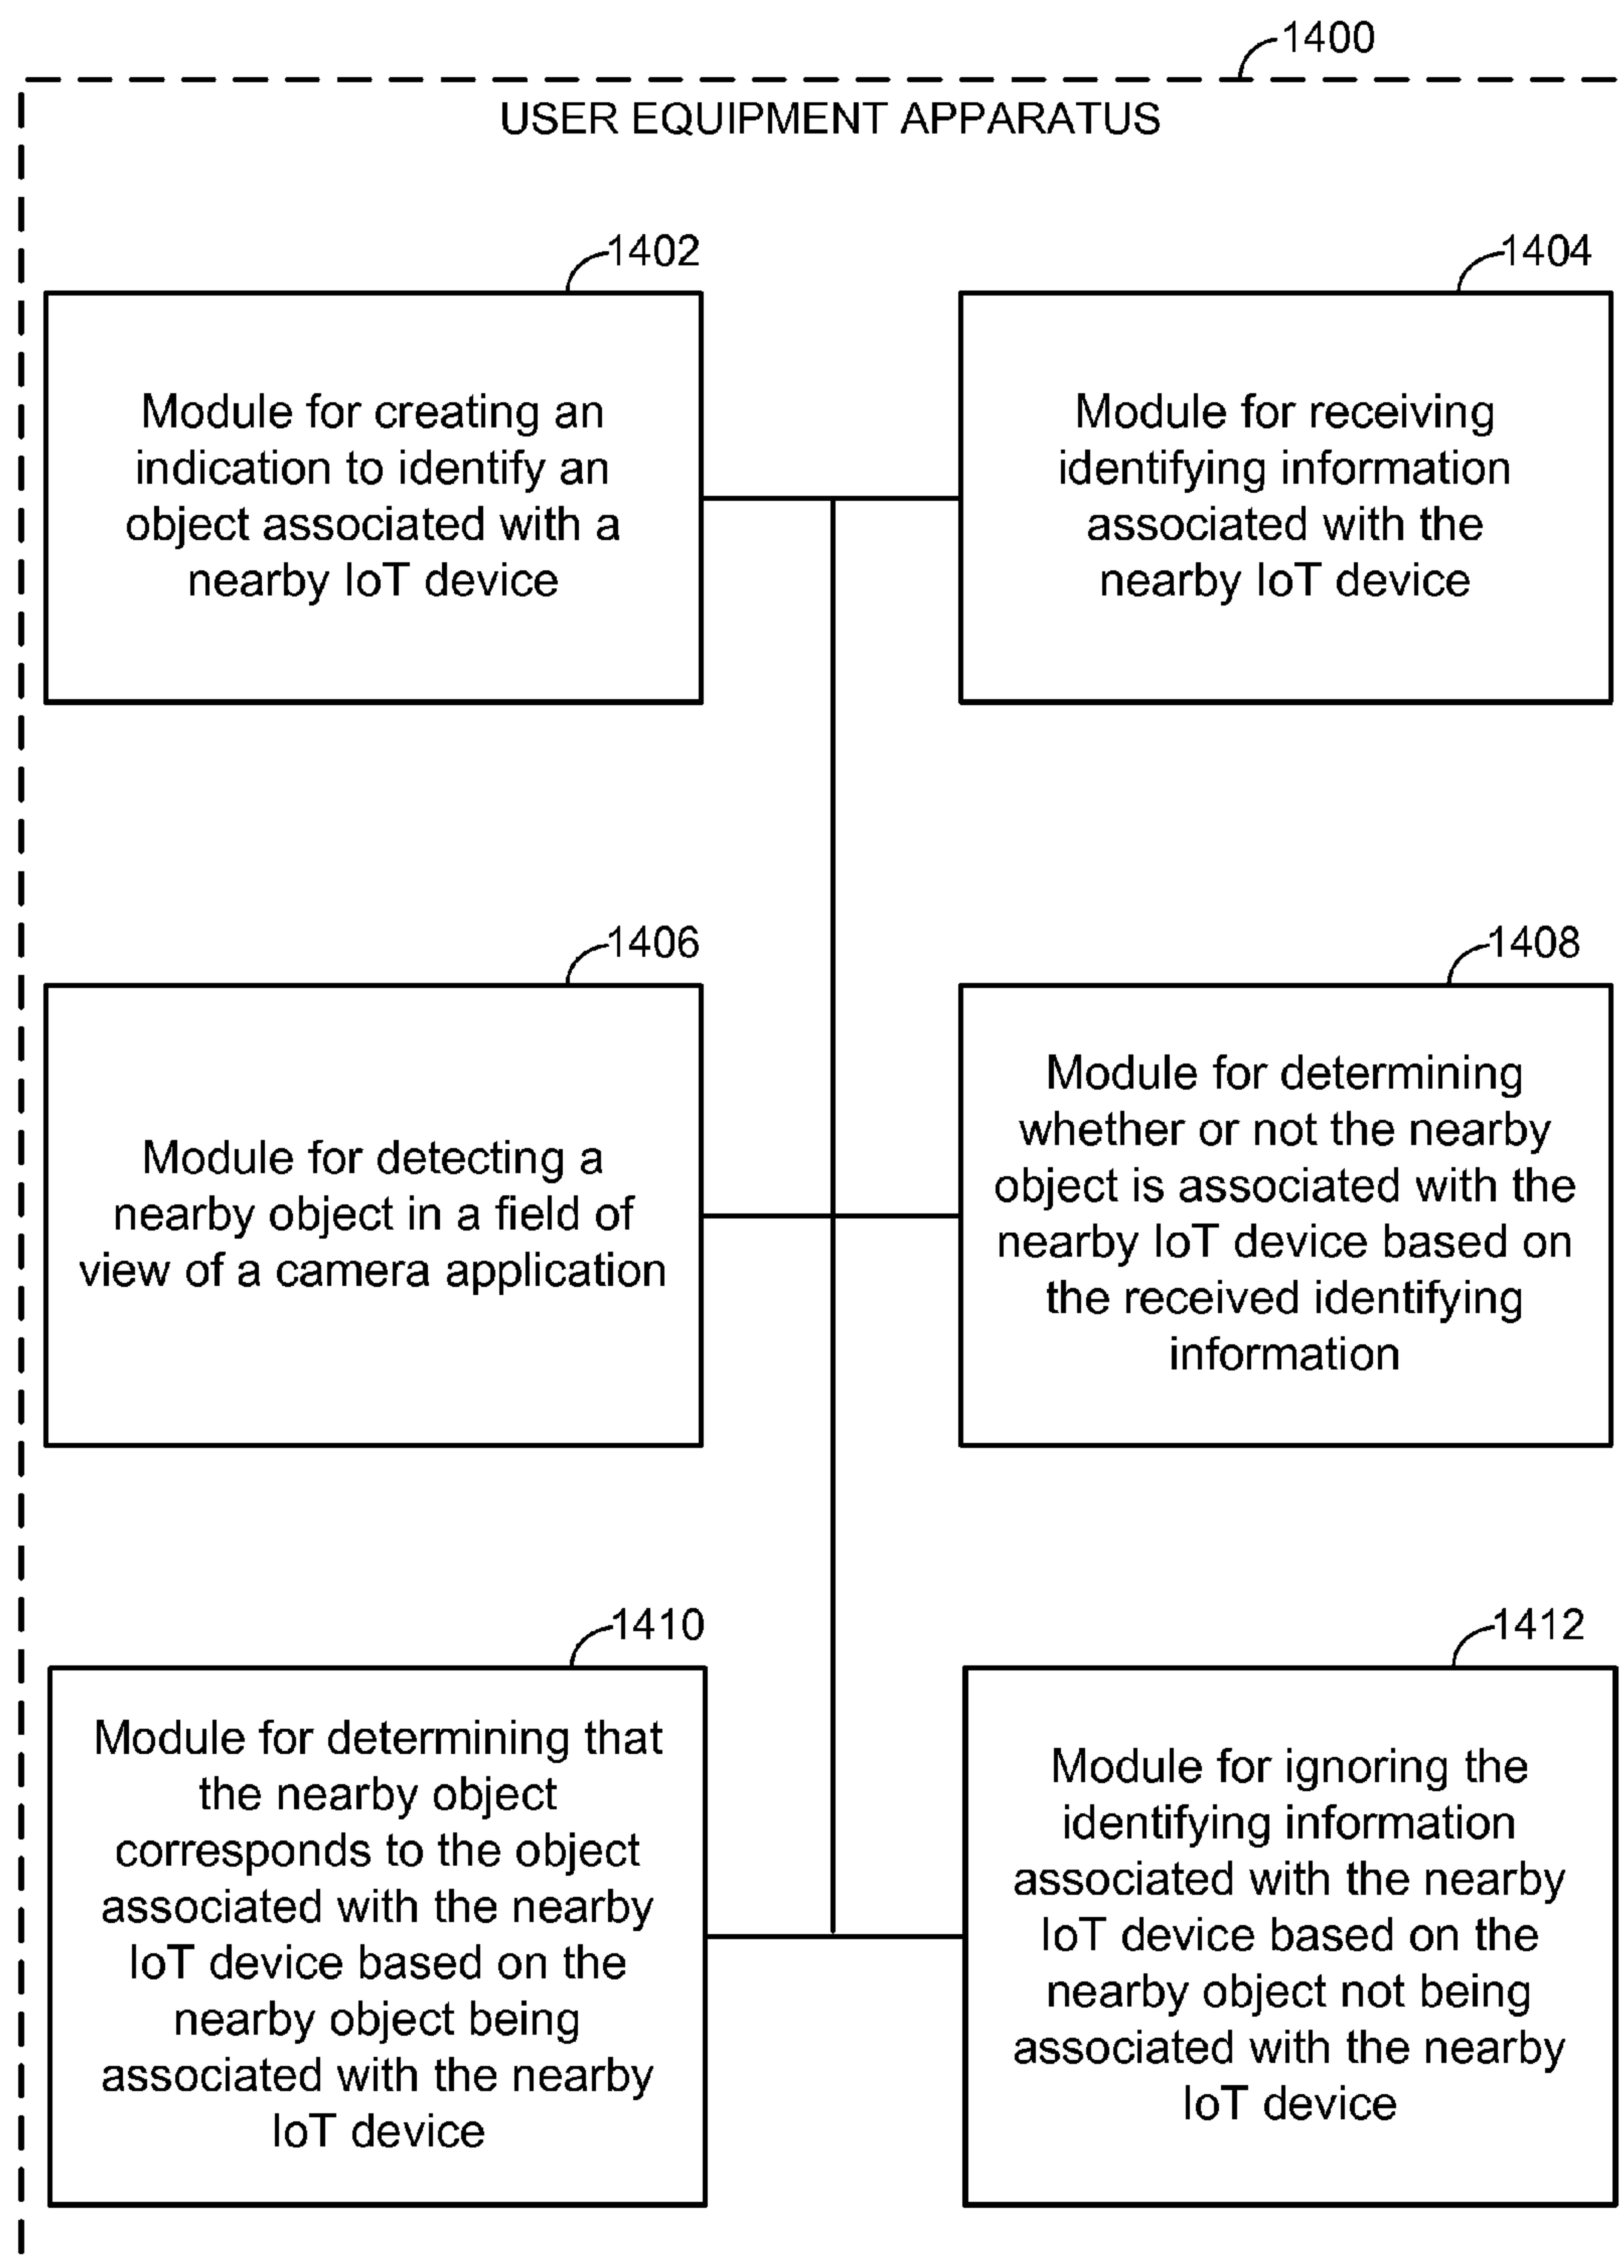 1400
USER EQUIPMENT APPARATUS
1402
Module for creating an
indication to identify an
object associated with a
nearby IoT device
1404
Module for receiving
identifying information
associated with the
nearby IoT device
1406
Module for detecting a
nearby object in a field of
view of a camera application
1408
Module for determining
whether or not the nearby
object is associated with the
nearby IoT device based on
the received identifying
information
1410
Module for determining that
the nearby object
corresponds to the object
associated with the nearby
IoT device based on the
nearby object being
associated with the nearby
IoT device
1412
Module for ignoring the
identifying information
associated with the nearby
IoT device based on the
nearby object not being
associated with the nearby
IoT device